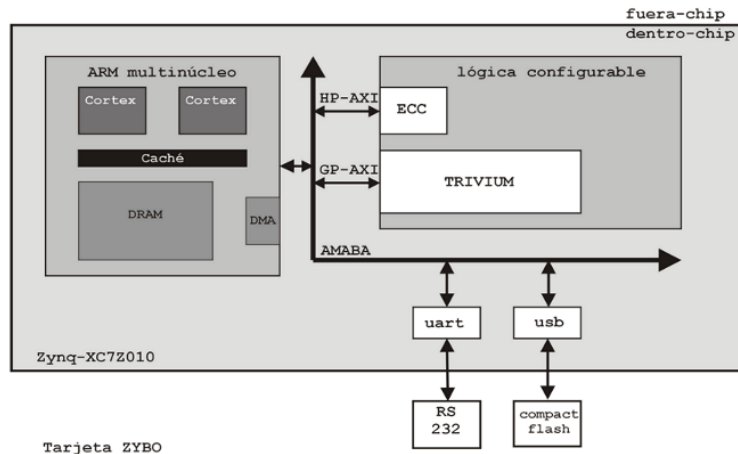 fuera-chip
dentro-chip
ARM multinúcleo
lógica configurable
Cortex
Cortex
HP-AXI
ECC
Caché
GP-AXI
TRIVIUM
DRAM
DMA
AMABA
uart
usb
Zynq-XC7Z010
RS
232
compact
flash
Tarjeta ZYBO